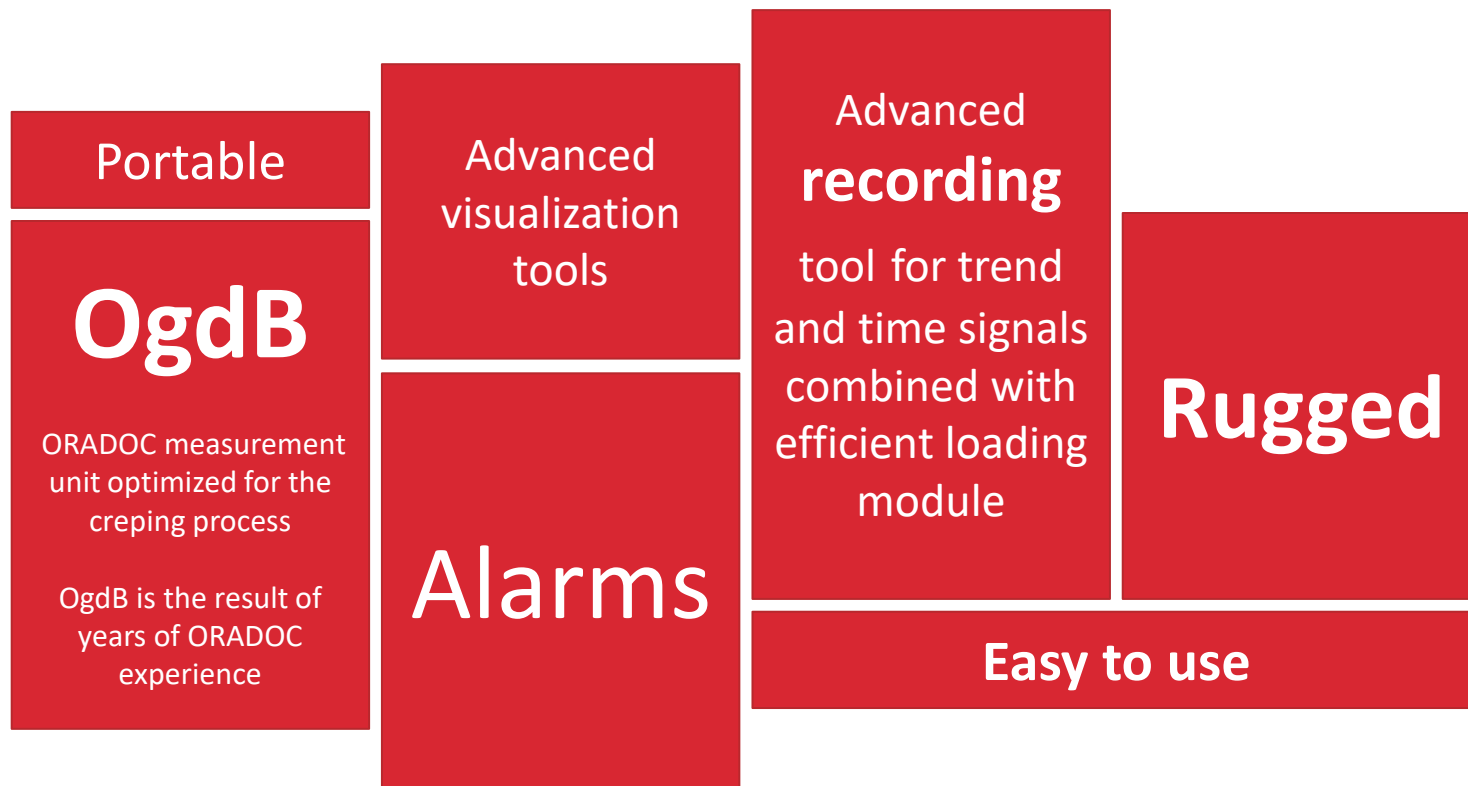 Portable
OgdB
ORADOC measurement
unit optimized for the
creping process
OgdB is the result of
years of ORADOC
experience
Advanced
visualization
tools
Alarms
Advanced
recording
tool for trend
and time signals
combined with
efficient loading
module
Rugged
Easy to use